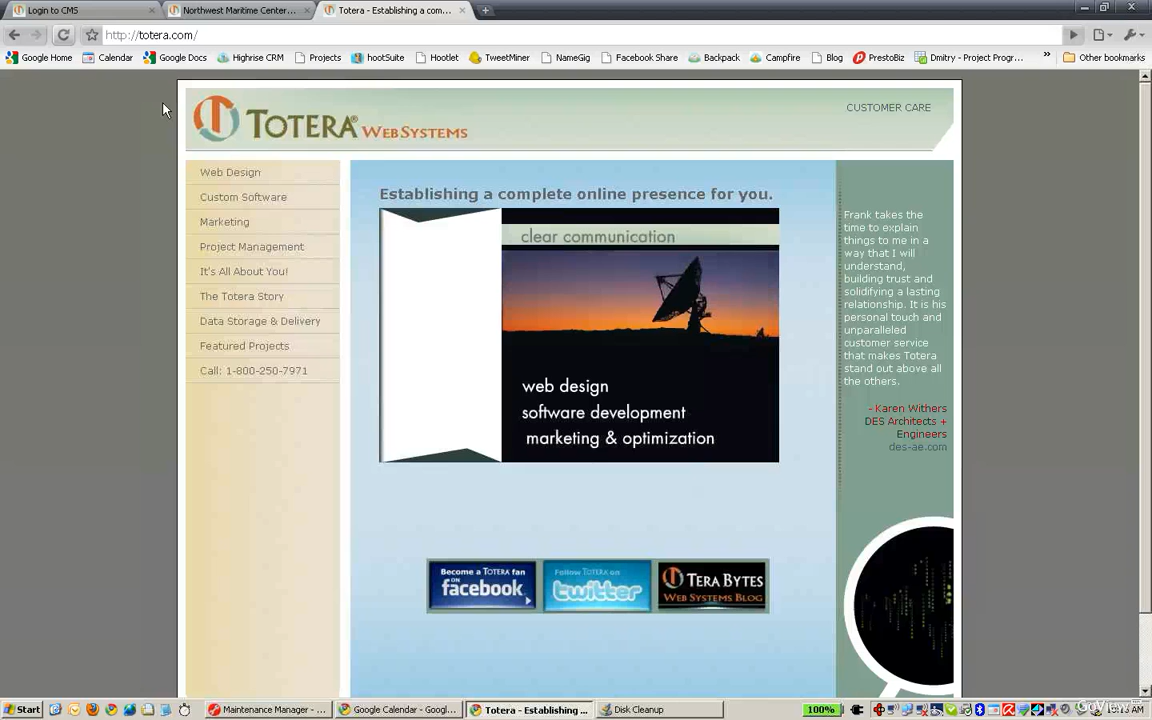 Login to CMS
Northwest Maritime Center...
Totera - Establishing a com...
http://totera.com/
Google Home
Calendar
Google Docs
Highrise CRM
Projects
hootSuite
Hootlet
TweetMiner
NameGig
Facebook Share
Backpack
Campfire
Blog
PrestoBiz
Dmitry - Project Progr...
»
Other bookmarks
TOTERA® WEBSYSTEMS
CUSTOMER CARE
Web Design
Custom Software
Marketing
Project Management
It's All About You!
The Totera Story
Data Storage & Delivery
Featured Projects
Call: 1-800-250-7971
Establishing a complete online presence for you.
clear communication
web design
software development
marketing & optimization
Frank takes the
time to explain
things to me in a
way that I will
understand,
building trust and
solidifying a lasting
relationship. It is his
personal touch and
unparalleled
customer service
that makes Totera
stand out above all
the others.
- Karen Withers
DES Architects +
Engineers
des-ae.com
Become a TOTERA fan
ON
facebook
Follow TOTERA on
twitter
TERA BYTES
WEB SYSTEMS BLOG
Start
Maintenance Manager - ...
Google Calendar - Googl...
Totera - Establishing ...
Disk Cleanup
100%
GoView
AM